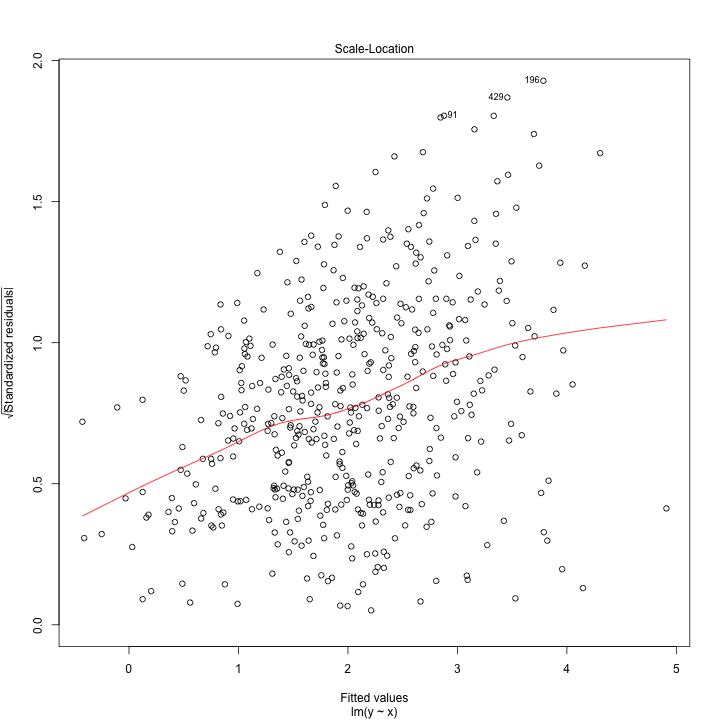 Scale-Location
2.0
1.5
1.0
0.5
0.0
√|Standardized residuals|
196
429
91
0 1 2 3 4 5
Fitted values
lm(y ~ x)